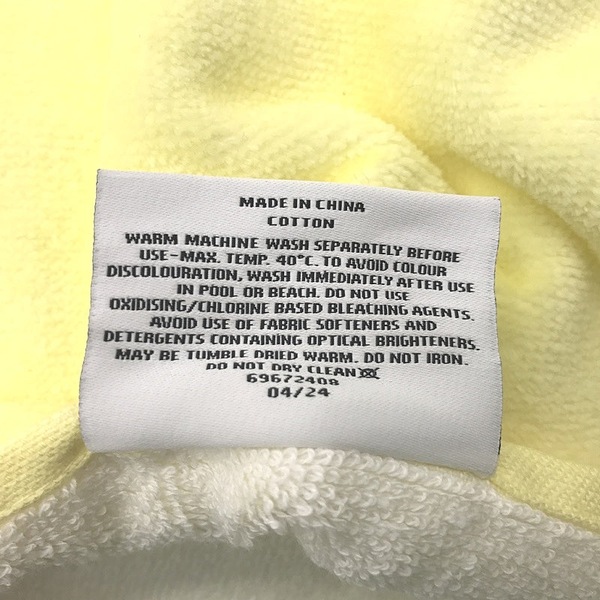 MADE IN CHINA
COTTON
WARM MACHINE WASH SEPARATELY BEFORE
USE-MAX. TEMP. 40°C. TO AVOID COLOUR
DISCOLOURATION, WASH IMMEDIATELY AFTER USE
IN POOL OR BEACH. DO NOT USE
OXIDISING/CHLORINE BASED BLEACHING AGENTS.
AVOID USE OF FABRIC SOFTENERS AND
DETERGENTS CONTAINING OPTICAL BRIGHTENERS.
MAY BE TUMBLE DRIED WARM. DO NOT IRON.
DO NOT DRY CLEAN
69672408
04/24